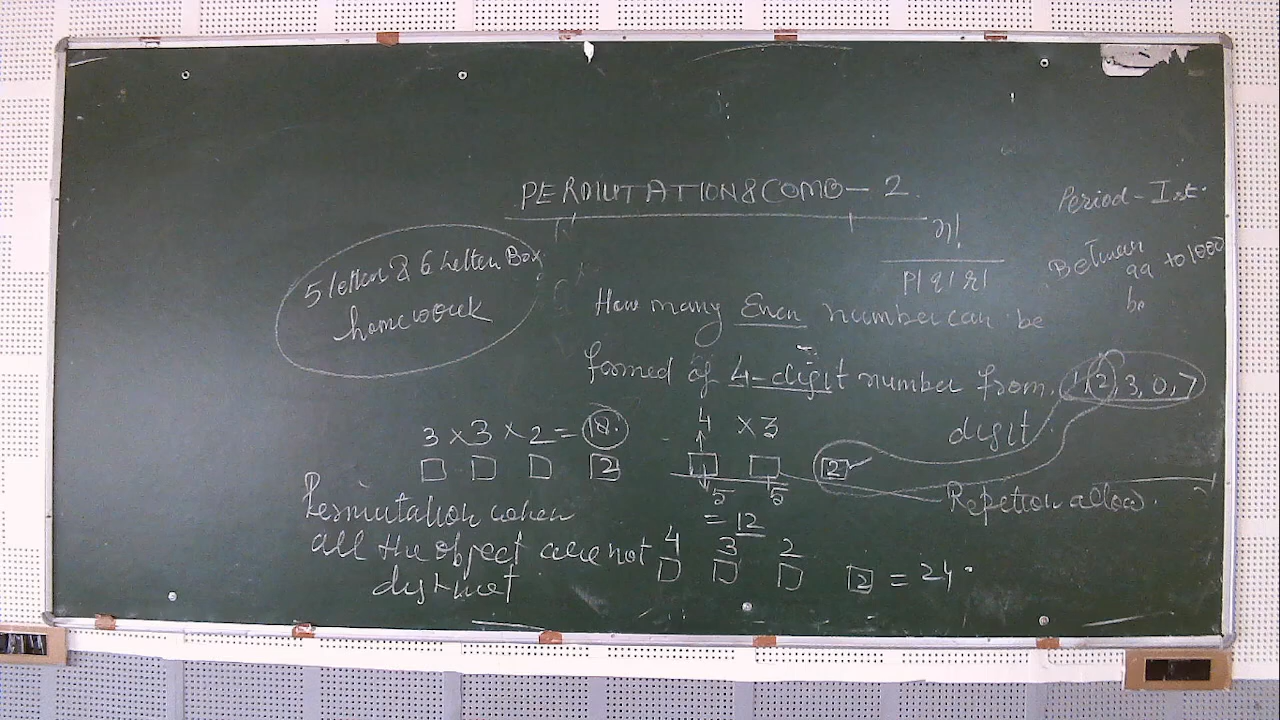 PERMUTATION & COMB - 2
Period - Ist.
n!
p! q! r!
Between
99 to 1000
be
5 letter & 6 Letter Box
homework
How many Even number can be
formed of 4-digit number from 1, 2, 3, 0, 7
digit
3 × 3 × 2 = 18.
2
4 × 3
1 2
5 5
= 12
Repetion allow.
Permutation when
all the object are not
distinct
4 3 2
2 = 24.